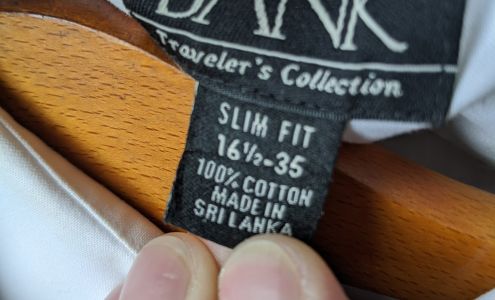 BANK
Traveler's Collection
SLIM FIT
16½-35
100% COTTON
MADE IN
SRI LANKA